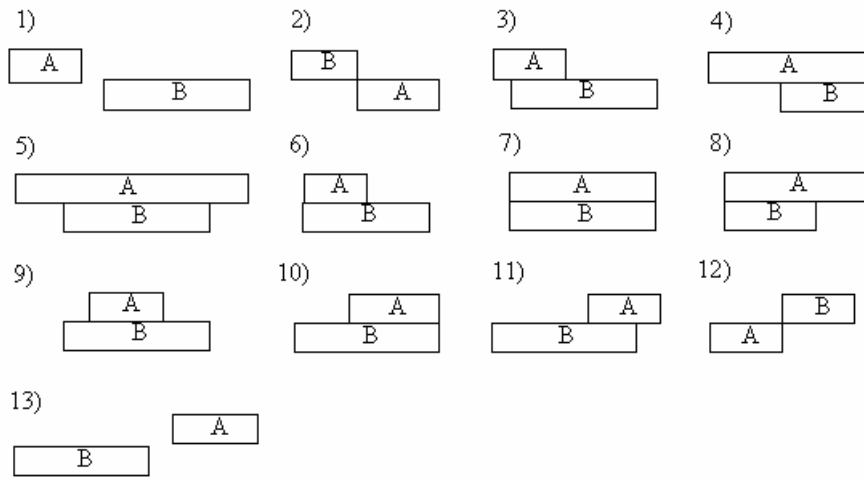 1) 2) 3) 4)
A B A A
B A B B
5) 6) 7) 8)
A A A A
B B B B
9) 10) 11) 12)
A A A B
B B B A
13)
A
B